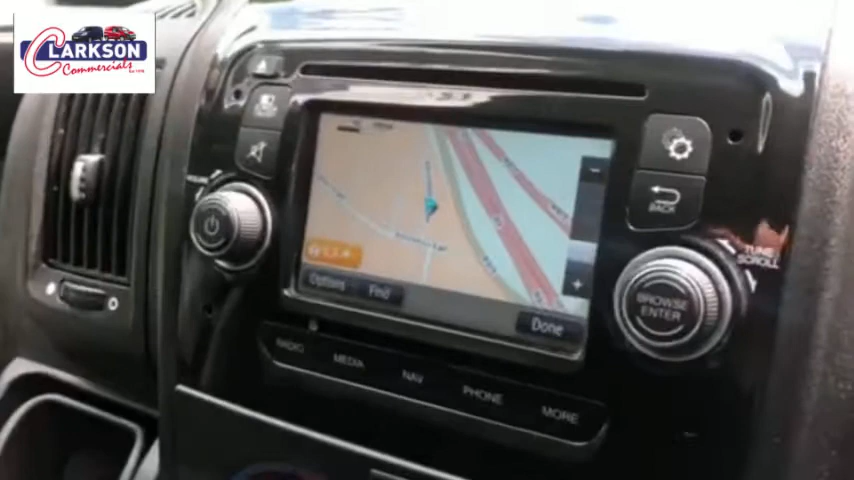 CLARKSON
Commercials
Options
Find
Done
BACK
TUNE
SCROLL
BROWSE
ENTER
RADIO
MEDIA
NAV
PHONE
MORE